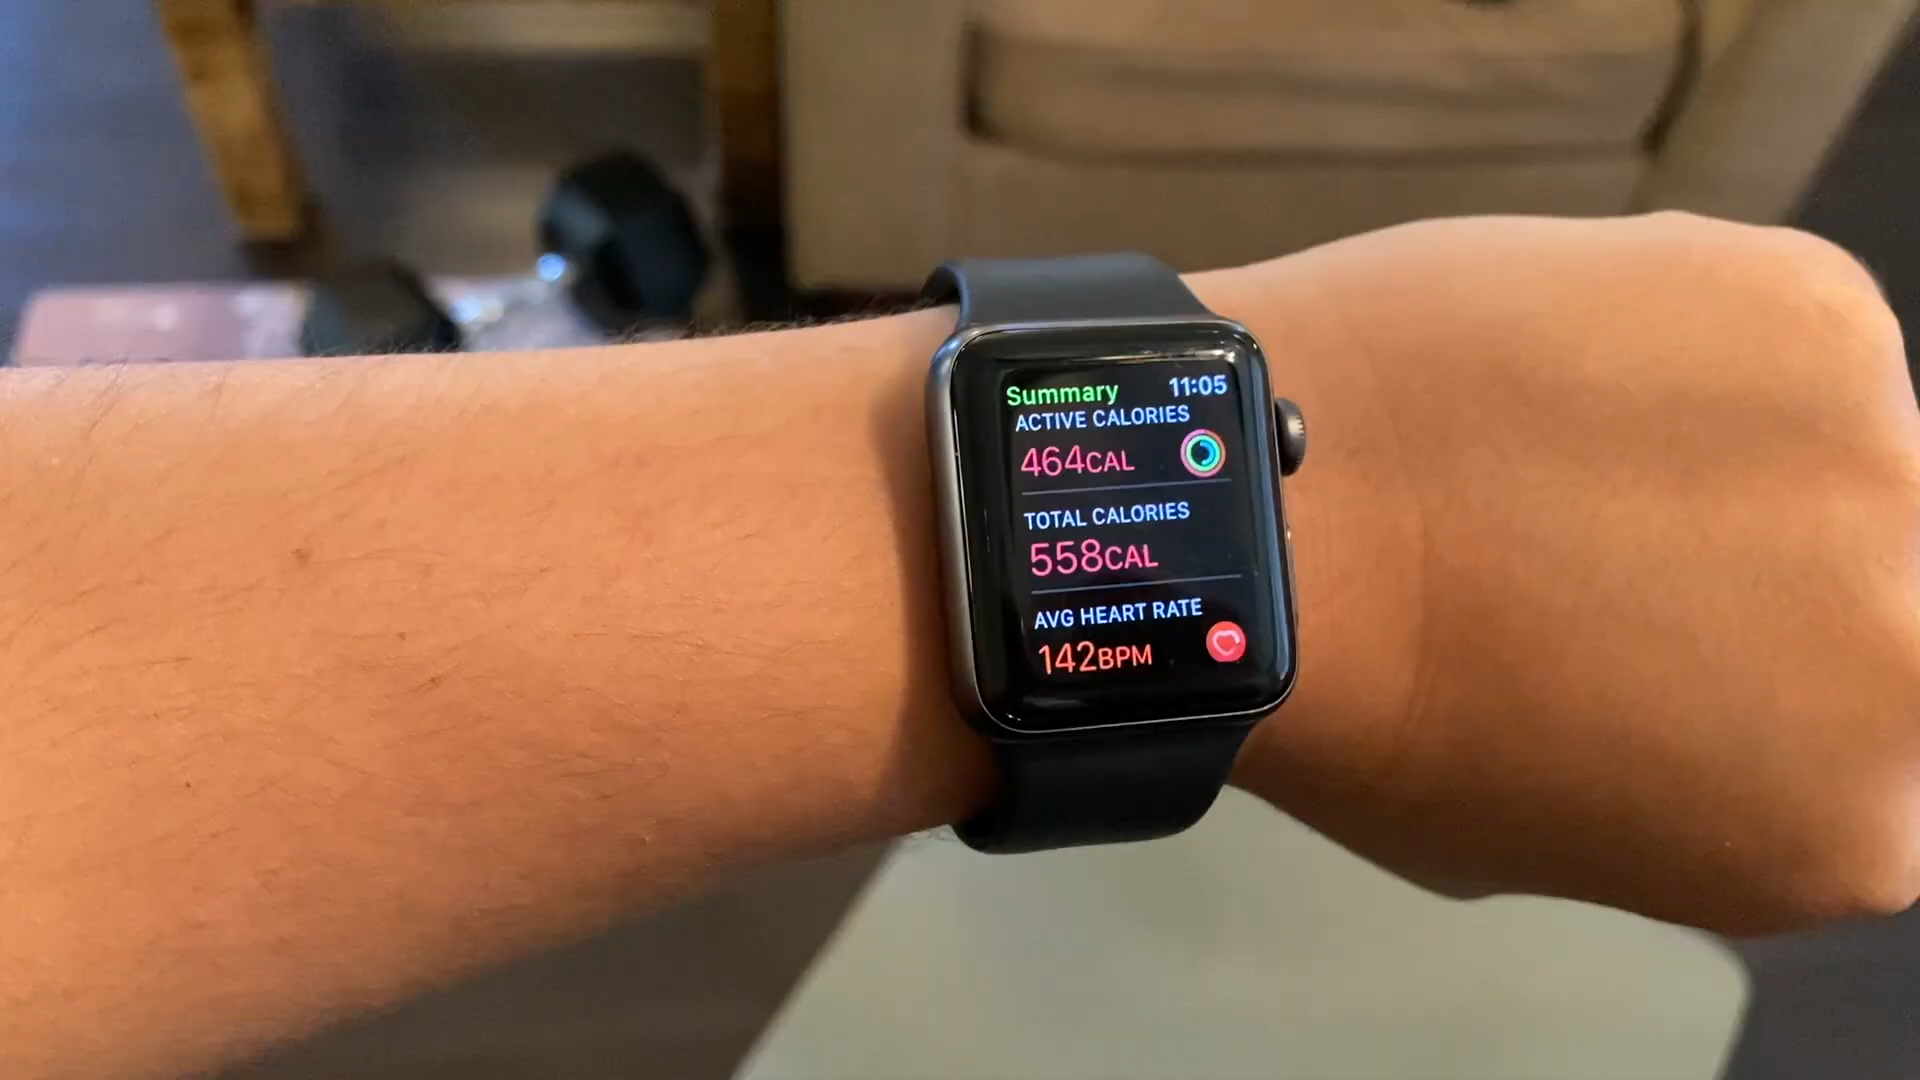 Summary 11:05
ACTIVE CALORIES
464CAL
TOTAL CALORIES
558CAL
AVG HEART RATE
142BPM